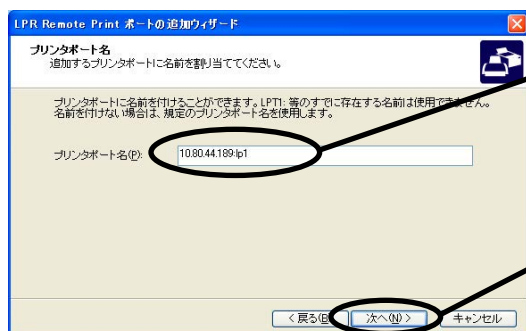 LPR Remote Print ポートの追加ウィザード
プリンタポート名
追加するプリンタポートに名前を割り当ててください。
プリンタポートに名前を付けることができます。LPT1: 等のすでに存在する名前は使用できません。
名前を付けない場合は、規定のプリンタポート名を使用します。
プリンタポート名(P):
10.80.44.189:lp1
< 戻る(B)
次へ(N) >
キャンセル